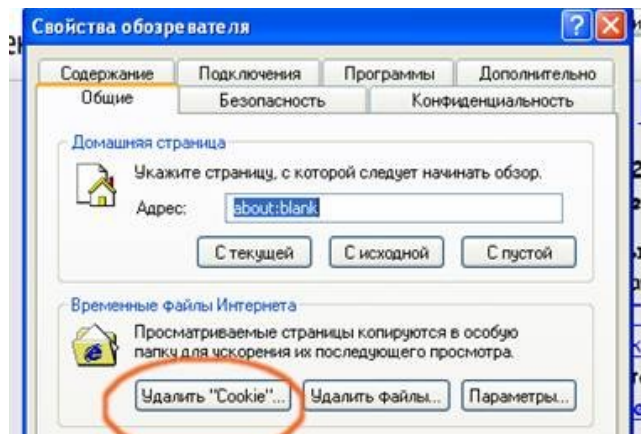 Свойства обозревателя
Содержание Подключения Программы Дополнительно
Общие Безопасность Конфиденциальность
Домашняя страница
Укажите страницу, с которой следует начинать обзор.
Адрес: about:blank
С текущей С исходной С пустой
Временные файлы Интернета
Просматриваемые страницы копируются в особую
папку для ускорения их последующего просмотра.
Удалить "Cookie"... Удалить файлы... Параметры...